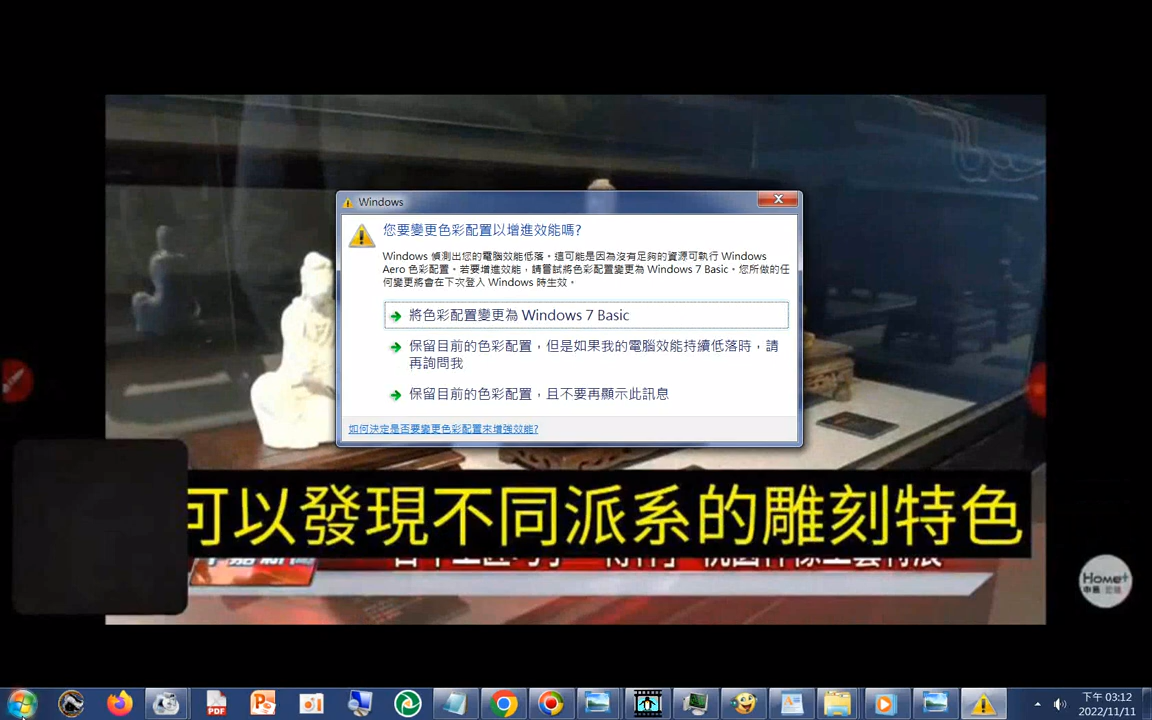 Windows
您要變更色彩配置以增進效能嗎?
Windows 偵測出您的電腦效能低落。這可能是因為沒有足夠的資源可執行 Windows
Aero 色彩配置。若要增進效能，請嘗試將色彩配置變更為 Windows 7 Basic。您所做的任
何變更將會在下次登入 Windows 時生效。
將色彩配置變更為 Windows 7 Basic
保留目前的色彩配置，但是如果我的電腦效能持續低落時，請
再詢問我
保留目前的色彩配置，且不要再顯示此訊息
如何決定是否要變更色彩配置來增強效能?
可以發現不同派系的雕刻特色
Home+
PDF
下午 03:12
2022/11/11